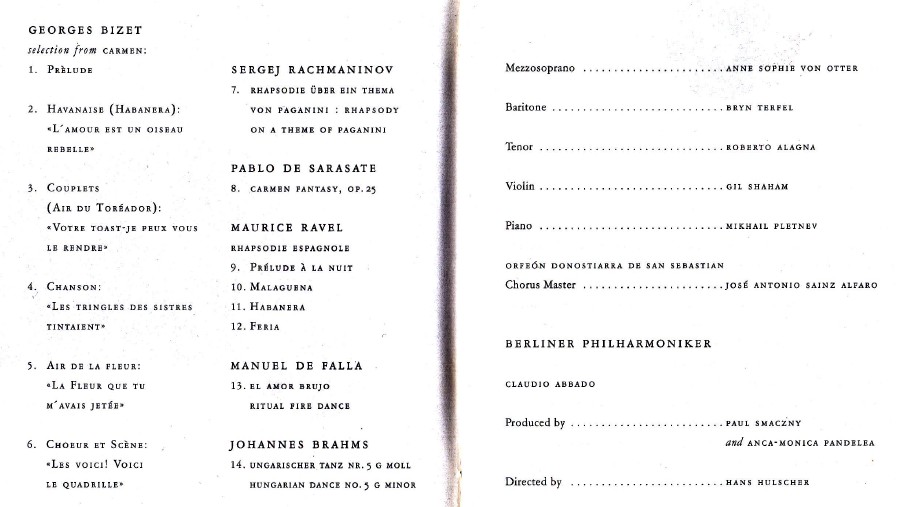 GEORGES BIZET
selection from CARMEN:
1. PRÈLUDE
2. HAVANAISE (HABANERA):
«L´AMOUR EST UN OISEAU
REBELLE»
3. COUPLETS
(AIR DU TORÉADOR):
«VOTRE TOAST-JE PEUX VOUS
LE RENDRE»
4. CHANSON:
«LES TRINGLES DES SISTRES
TINTAIENT»
5. AIR DE LA FLEUR:
«LA FLEUR QUE TU
M´AVAIS JETÉE»
6. CHOEUR ET SCÈNE:
«LES VOICI! VOICI
LE QUADRILLE»
SERGEJ RACHMANINOV
7. RHAPSODIE ÜBER EIN THEMA
VON PAGANINI : RHAPSODY
ON A THEME OF PAGANINI
PABLO DE SARASATE
8. CARMEN FANTASY, OP. 25
MAURICE RAVEL
RHAPSODIE ESPAGNOLE
9. PRÉLUDE À LA NUIT
10. MALAGUENA
11. HABANERA
12. FERIA
MANUEL DE FALLA
13. EL AMOR BRUJO
RITUAL FIRE DANCE
JOHANNES BRAHMS
14. UNGARISCHER TANZ NR. 5 G MOLL
HUNGARIAN DANCE NO. 5 G MINOR
Mezzosoprano ........................ ANNE SOPHIE VON OTTER
Baritone ........................ BRYN TERFEL
Tenor ........................ ROBERTO ALAGNA
Violin ........................ GIL SHAHAM
Piano ........................ MIKHAIL PLETNEV
ORFEÓN DONOSTIARRA DE SAN SEBASTIAN
Chorus Master ........................ JOSÉ ANTONIO SAINZ ALFARO
BERLINER PHILHARMONIKER
CLAUDIO ABBADO
Produced by ........................ PAUL SMACZNY
and ANCA-MONICA PANDELEA
Directed by ........................ HANS HULSCHER